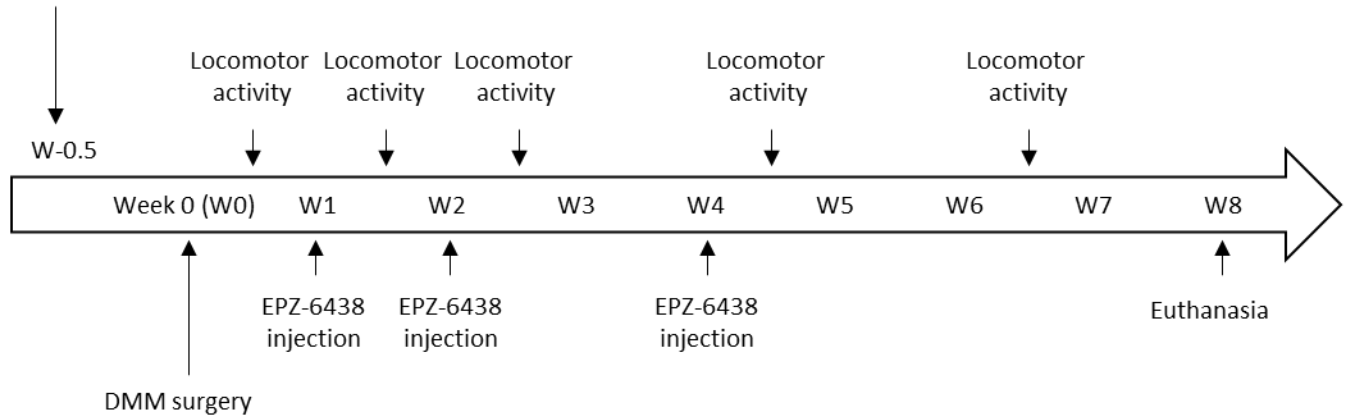 Locomotor
activity
Locomotor
activity
Locomotor
activity
Locomotor
activity
Locomotor
activity
W-0.5
Week 0 (W0)
W1
W2
W3
W4
W5
W6
W7
W8
EPZ-6438
injection
EPZ-6438
injection
EPZ-6438
injection
Euthanasia
DMM surgery